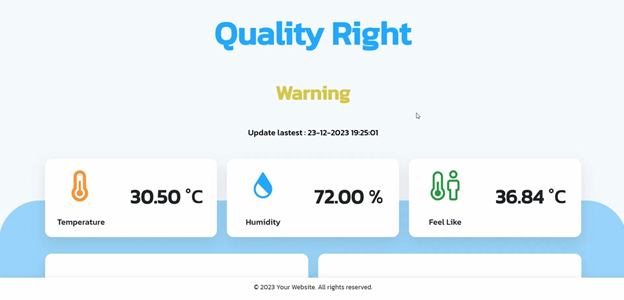 Quality Right
Warning
Update lastest : 23-12-2023 19:25:01
30.50 °C
Temperature
72.00 %
Humidity
36.84 °C
Feel Like
© 2023 Your Website. All rights reserved.